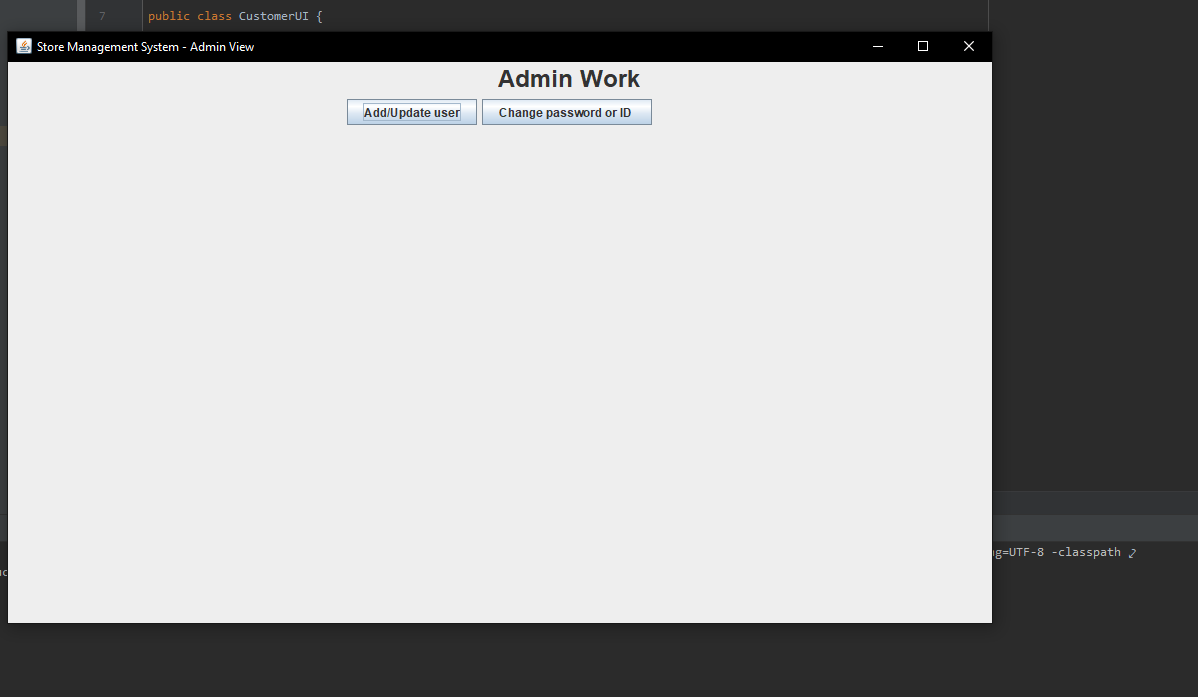 7 public class CustomerUI {
Store Management System - Admin View
Admin Work
Add/Update user Change password or ID
g=UTF-8 -classpath